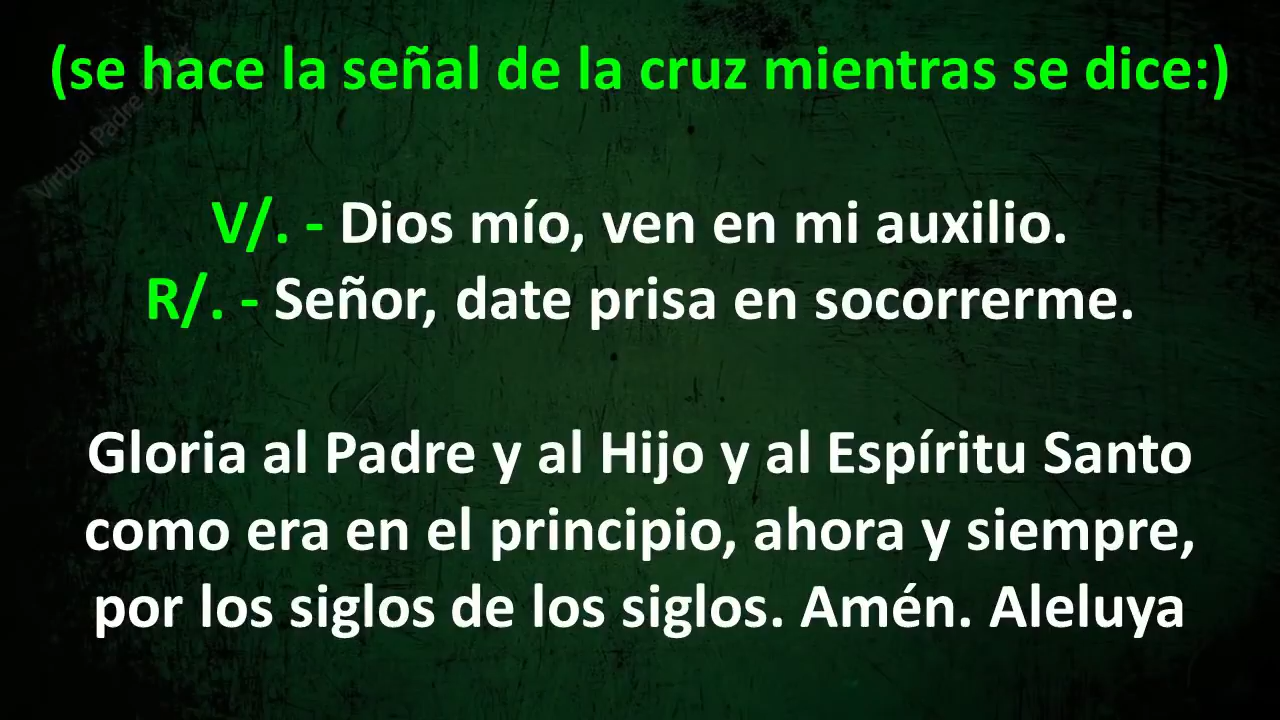 (se hace la señal de la cruz mientras se dice:)
Virtual Padre
V/. - Dios mío, ven en mi auxilio.
R/. - Señor, date prisa en socorrerme.
Gloria al Padre y al Hijo y al Espíritu Santo
como era en el principio, ahora y siempre,
por los siglos de los siglos. Amén. Aleluya